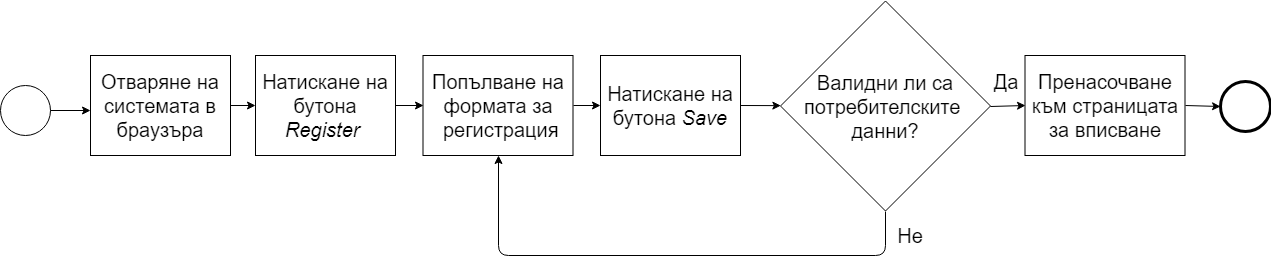 Отваряне на
системата в
браузъра
Натискане на
бутона
Register
Попълване на
формата за
регистрация
Натискане на
бутона Save
Валидни ли са
потребителските
данни?
Да
Пренасочване
към страницата
за вписване
Не